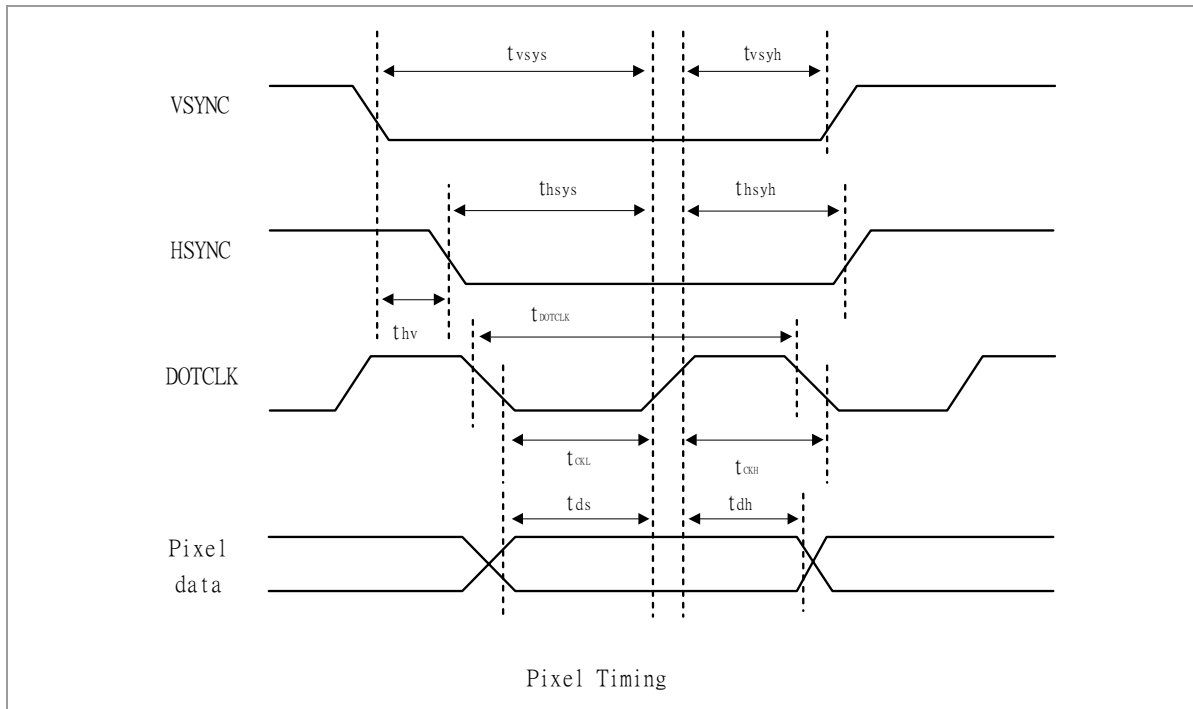 tvsys
tvsyh
VSYNC
thsys
thsyh
HSYNC
thv
tDOTCLK
DOTCLK
tCKL
tCKH
tds
tdh
Pixel
data
Pixel Timing